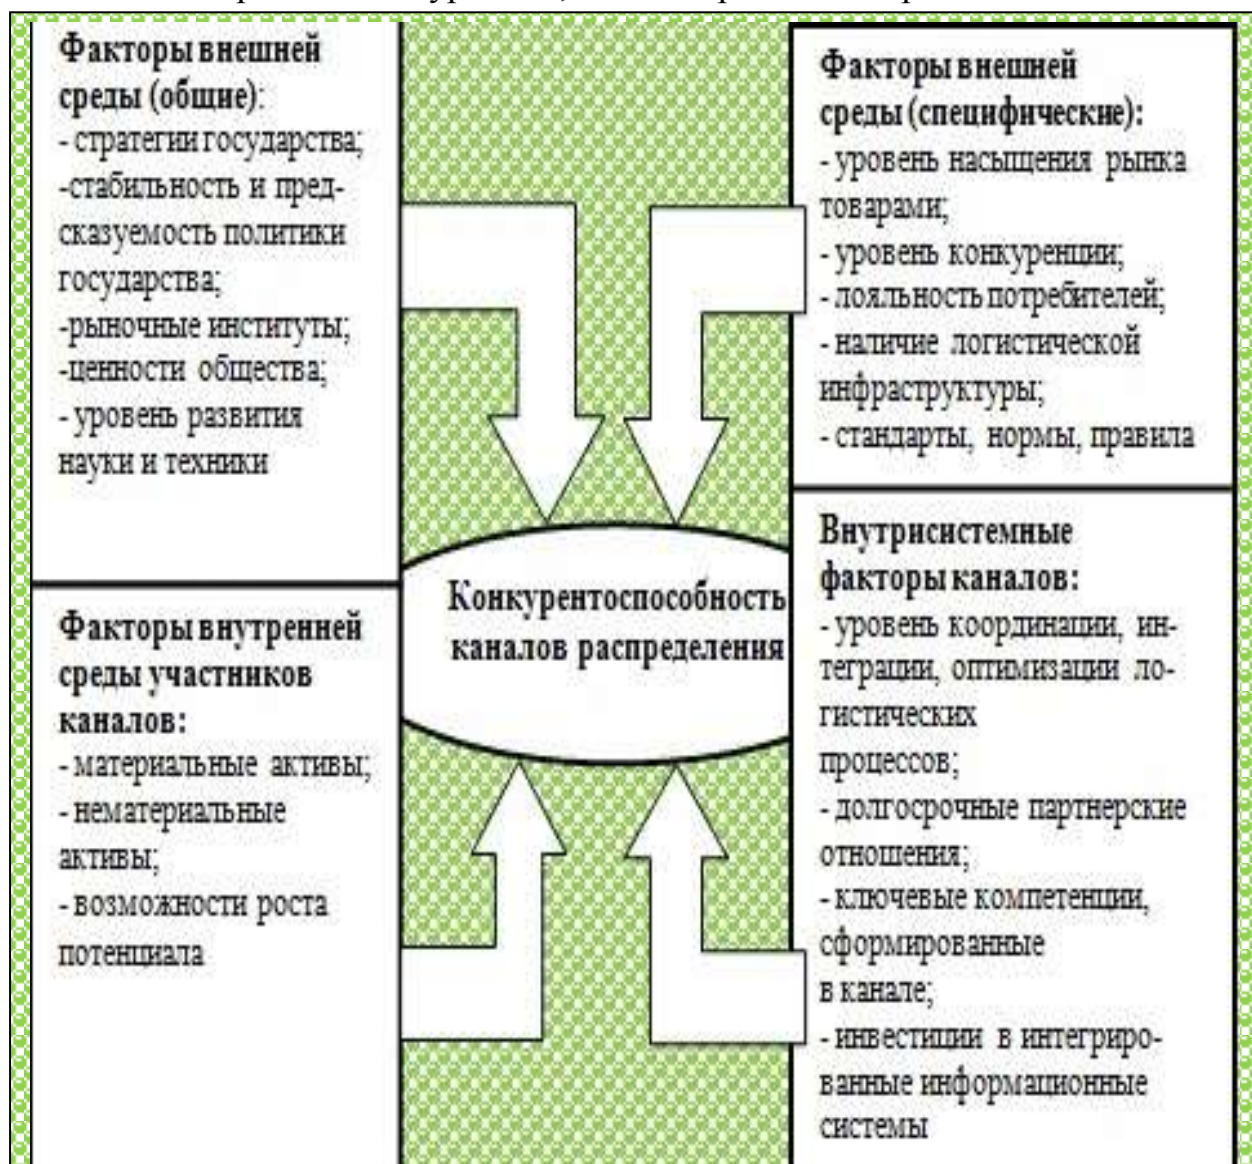 Факторы внешней
среды (общие):
- стратегии государства;
-стабильность и пред-
сказуемость политики
государства;
-рыночные институты;
-ценности общества;
- уровень развития
науки и техники
Факторы внутренней
среды участников
каналов:
- материальные активы;
- нематериальные
активы;
- возможности роста
потенциала
Конкурентоспособность
каналов распределения
Факторы внешней
среды (специфические):
- уровень насыщения рынка
товарами;
- уровень конкуренции;
- лояльность потребителей;
- наличие логистической
инфраструктуры;
- стандарты, нормы, правила
Внутрисистемные
факторы каналов:
- уровень координации, ин-
теграции, оптимизации ло-
гистических
процессов;
- долгосрочные партнерские
отношения;
- ключевые компетенции,
сформированные
в канале;
- инвестиции в интегриро-
ванные информационные
системы